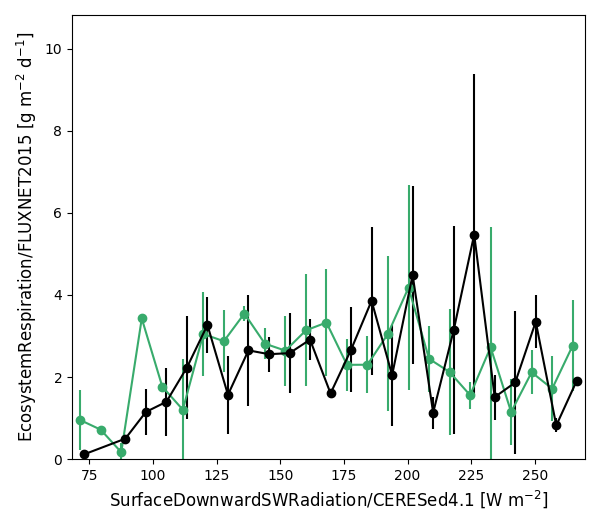 10
8
6
4
2
0
EcosystemRespiration/FLUXNET2015 [g m⁻² d⁻¹]
75 100 125 150 175 200 225 250
SurfaceDownwardSWRadiation/CERESed4.1 [W m⁻²]